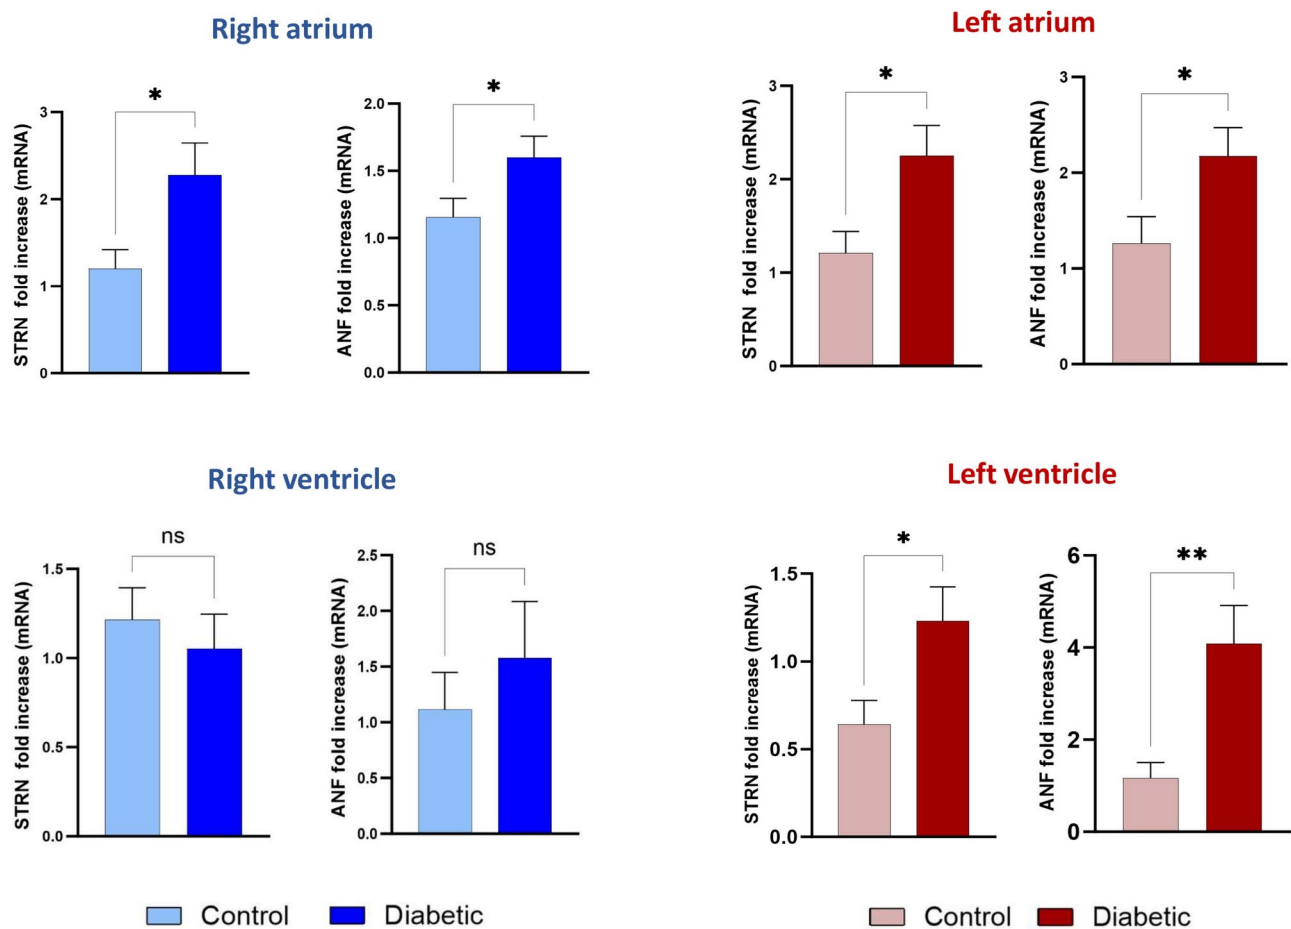 Right atrium
STRN fold increase (mRNA)
3
2
1
0
*
ANF fold increase (mRNA)
2.0
1.5
1.0
0.5
0.0
*
Left atrium
STRN fold increase (mRNA)
3
2
1
0
*
ANF fold increase (mRNA)
3
2
1
0
*
Right ventricle
STRN fold increase (mRNA)
1.5
1.0
0.5
0.0
ns
ANF fold increase (mRNA)
2.5
2.0
1.5
1.0
0.5
0.0
ns
Left ventricle
STRN fold increase (mRNA)
1.5
1.0
0.5
0.0
*
ANF fold increase (mRNA)
6
4
2
0
**
Control
Diabetic
Control
Diabetic